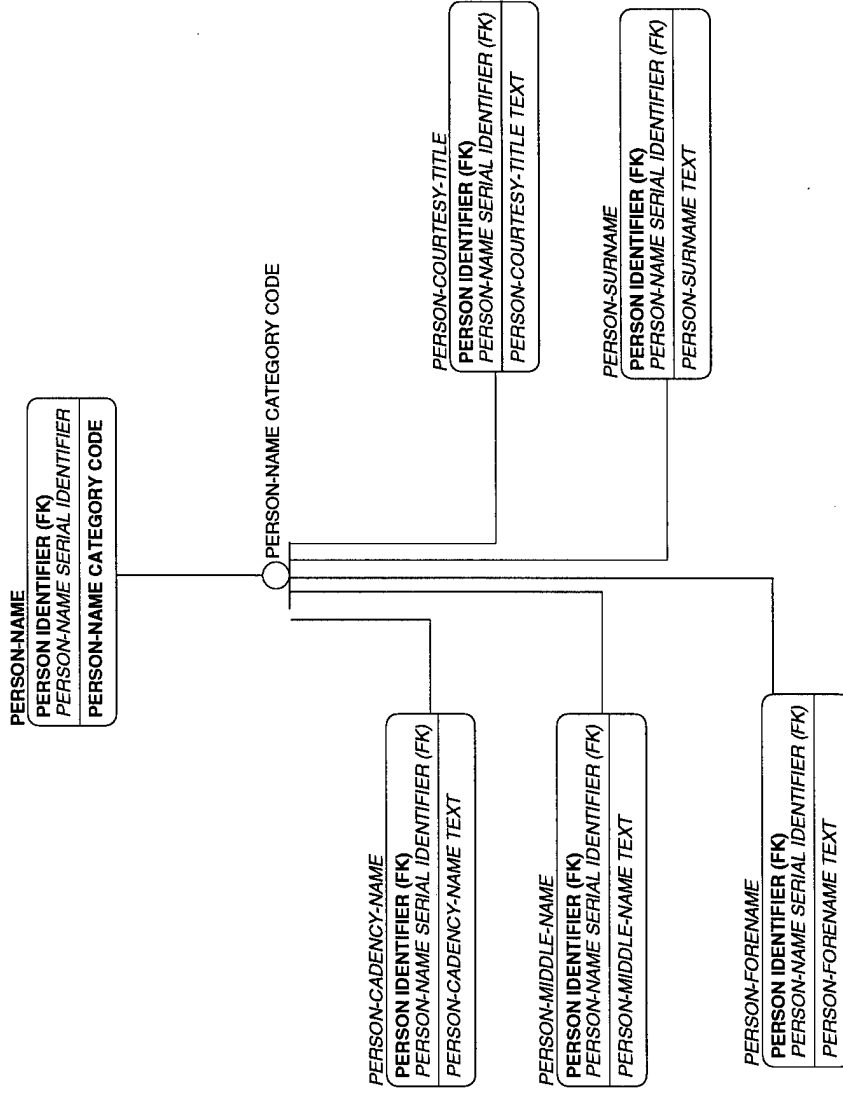 PERSON-NAME
PERSON IDENTIFIER (FK)
PERSON-NAME SERIAL IDENTIFIER
PERSON-NAME CATEGORY CODE
PERSON-NAME CATEGORY CODE
PERSON-CADENCY-NAME
PERSON IDENTIFIER (FK)
PERSON-NAME SERIAL IDENTIFIER (FK)
PERSON-CADENCY-NAME TEXT
PERSON-COURTESY-TITLE
PERSON IDENTIFIER (FK)
PERSON-NAME SERIAL IDENTIFIER (FK)
PERSON-COURTESY-TITLE TEXT
PERSON-MIDDLE-NAME
PERSON IDENTIFIER (FK)
PERSON-NAME SERIAL IDENTIFIER (FK)
PERSON-MIDDLE-NAME TEXT
PERSON-SURNAME
PERSON IDENTIFIER (FK)
PERSON-NAME SERIAL IDENTIFIER (FK)
PERSON-SURNAME TEXT
PERSON-FORENAME
PERSON IDENTIFIER (FK)
PERSON-NAME SERIAL IDENTIFIER (FK)
PERSON-FORENAME TEXT